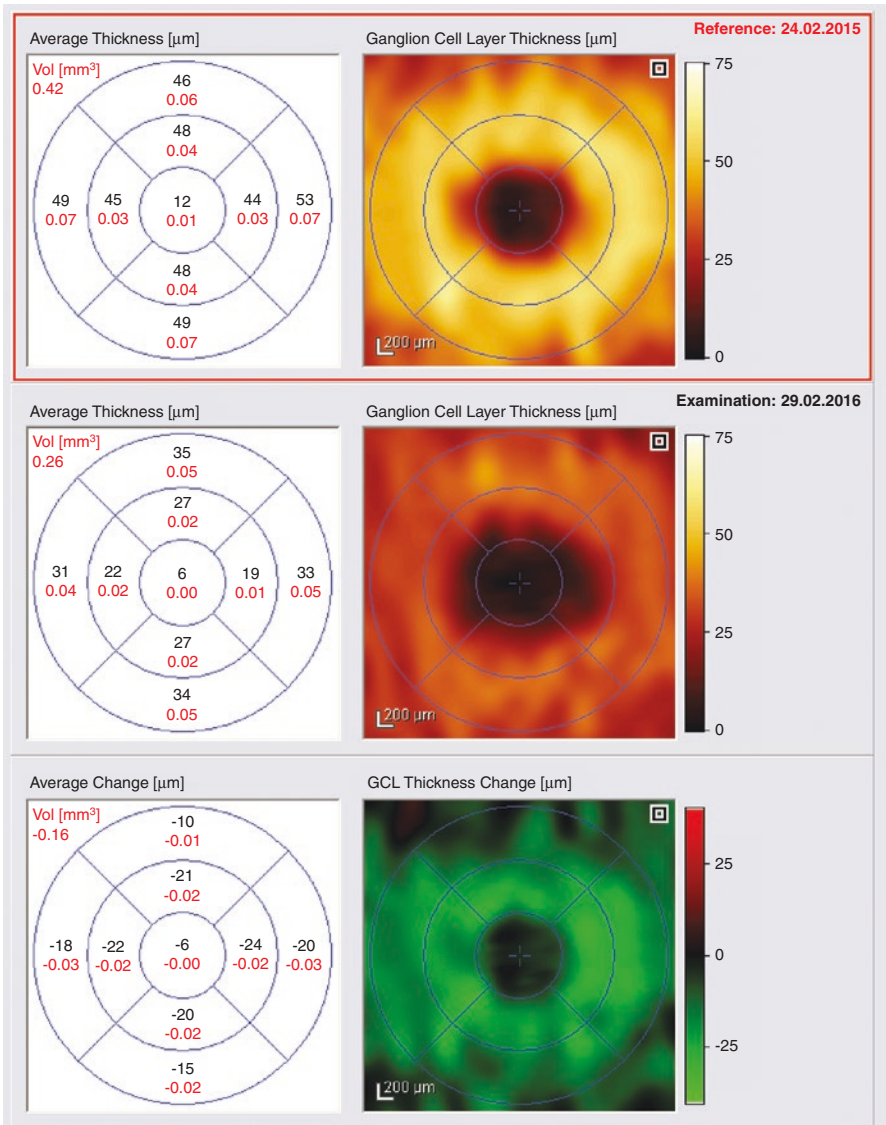 Reference: 24.02.2015
Average Thickness [µm]
Ganglion Cell Layer Thickness [µm]
Vol [mm³]
0.42
46
0.06
48
0.04
49 45 12 44 53
0.07 0.03 0.01 0.03 0.07
48
0.04
49
0.07
200 µm
75
50
25
0
Examination: 29.02.2016
Average Thickness [µm]
Ganglion Cell Layer Thickness [µm]
Vol [mm³]
0.26
35
0.05
27
0.02
31 22 6 19 33
0.04 0.02 0.00 0.01 0.05
27
0.02
34
0.05
200 µm
75
50
25
0
Average Change [µm]
GCL Thickness Change [µm]
Vol [mm³]
-0.16
-10
-0.01
-21
-0.02
-18 -22 -6 -24 -20
-0.03 -0.02 -0.00 -0.02 -0.03
-20
-0.02
-15
-0.02
200 µm
25
0
-25